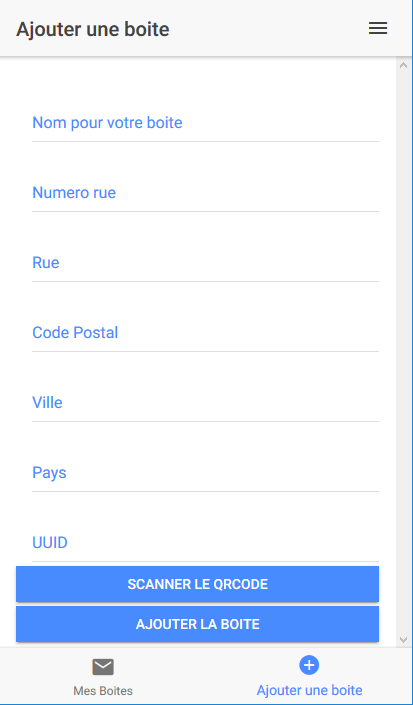 Ajouter une boite
Nom pour votre boite
Numero rue
Rue
Code Postal
Ville
Pays
UUID
SCANNER LE QRCODE
AJOUTER LA BOITE
Mes Boites
Ajouter une boite